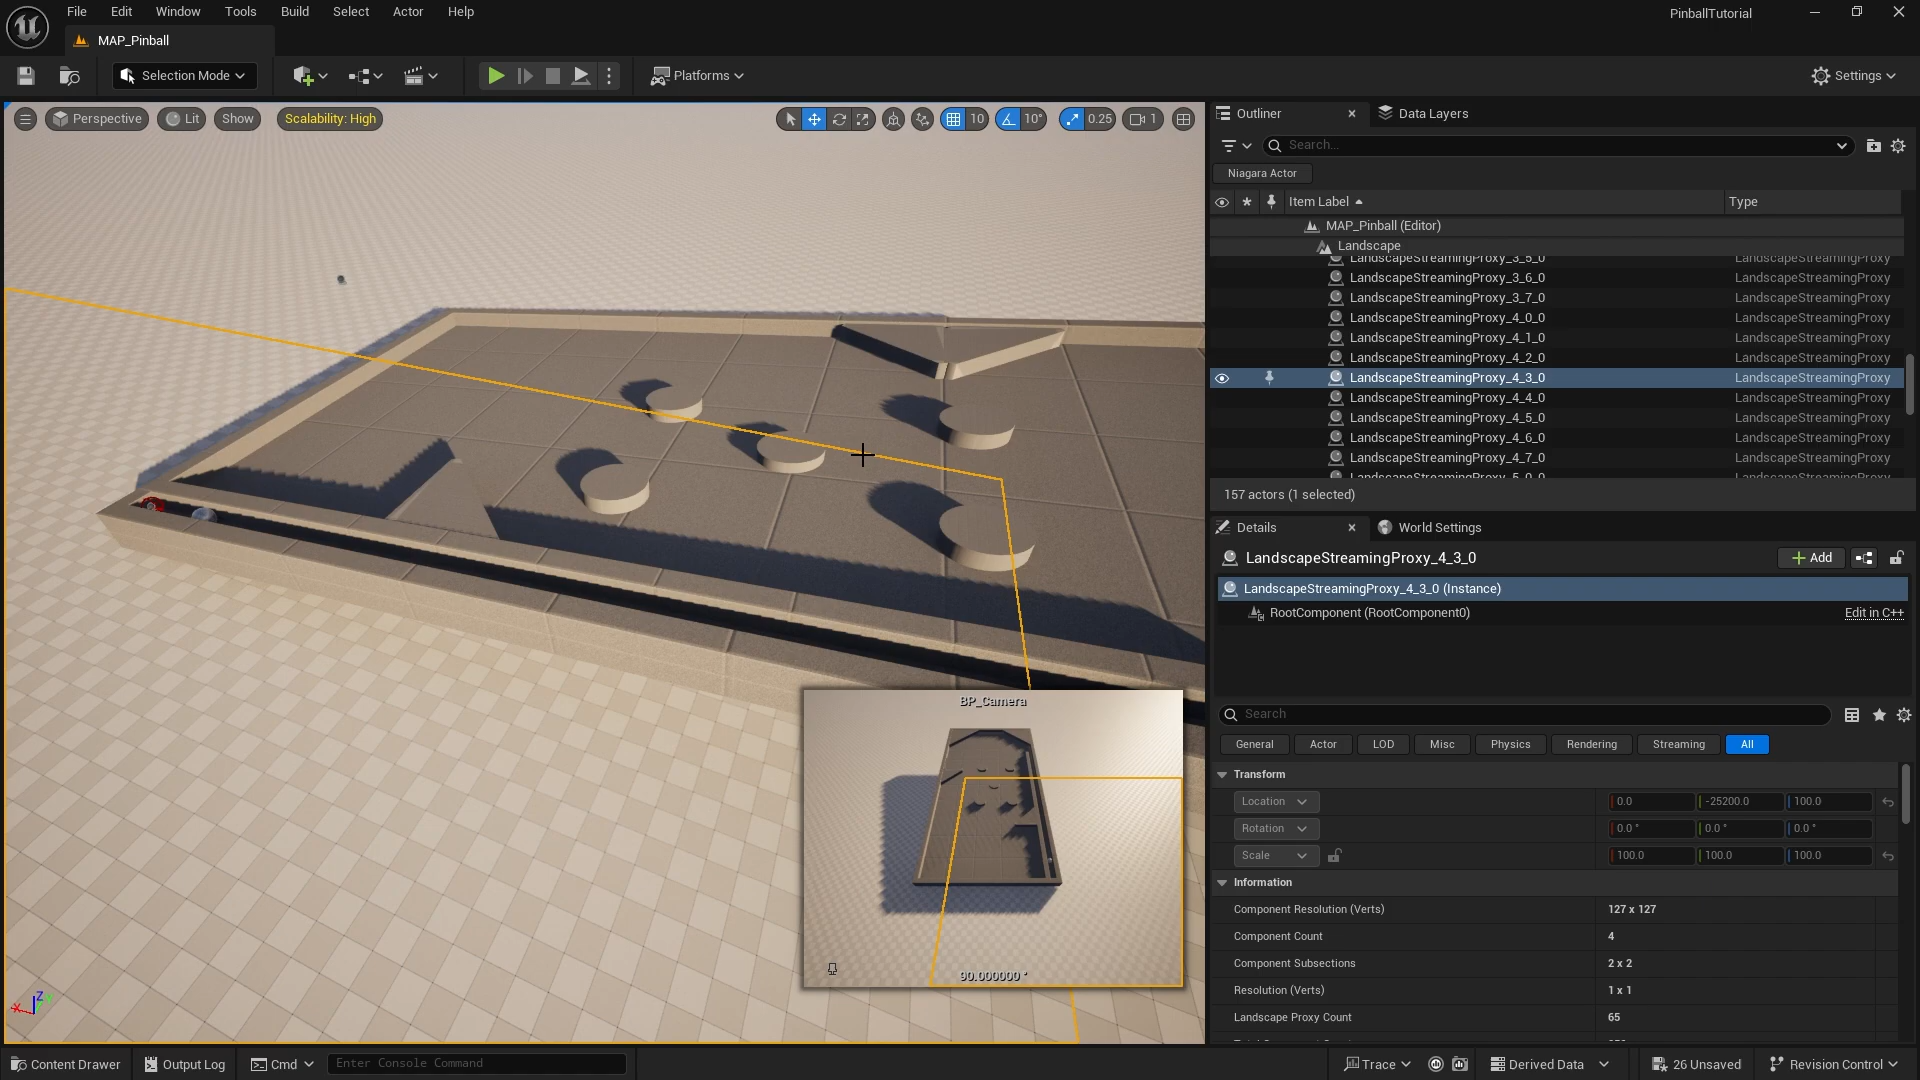 File Edit Window Tools Build Select Actor Help
PinballTutorial
MAP_Pinball
Selection Mode
Platforms
Settings
Perspective Lit Show Scalability: High
10 10° 0.25 1
Outliner
Data Layers
Search...
Niagara Actor
Item Label Type
MAP_Pinball (Editor)
Landscape
LandscapeStreamingProxy_3_5_0 LandscapeStreamingProxy
LandscapeStreamingProxy_3_6_0 LandscapeStreamingProxy
LandscapeStreamingProxy_3_7_0 LandscapeStreamingProxy
LandscapeStreamingProxy_4_0_0 LandscapeStreamingProxy
LandscapeStreamingProxy_4_1_0 LandscapeStreamingProxy
LandscapeStreamingProxy_4_2_0 LandscapeStreamingProxy
LandscapeStreamingProxy_4_3_0 LandscapeStreamingProxy
LandscapeStreamingProxy_4_4_0 LandscapeStreamingProxy
LandscapeStreamingProxy_4_5_0 LandscapeStreamingProxy
LandscapeStreamingProxy_4_6_0 LandscapeStreamingProxy
LandscapeStreamingProxy_4_7_0 LandscapeStreamingProxy
157 actors (1 selected)
Details
World Settings
LandscapeStreamingProxy_4_3_0
Add
LandscapeStreamingProxy_4_3_0 (Instance)
RootComponent (RootComponent0)
Edit in C++
Search
General Actor LOD Misc Physics Rendering Streaming All
Transform
Location 0.0 -25200.0 100.0
Rotation 0.0 ° 0.0 ° 0.0 °
Scale 100.0 100.0 100.0
Information
Component Resolution (Verts) 127 x 127
Component Count 4
Component Subsections 2 x 2
Resolution (Verts) 1 x 1
Landscape Proxy Count 65
BP_Camera
90.000000 °
X Z
Content Drawer
Output Log
Cmd
Enter Console Command
Trace
Derived Data
26 Unsaved
Revision Control